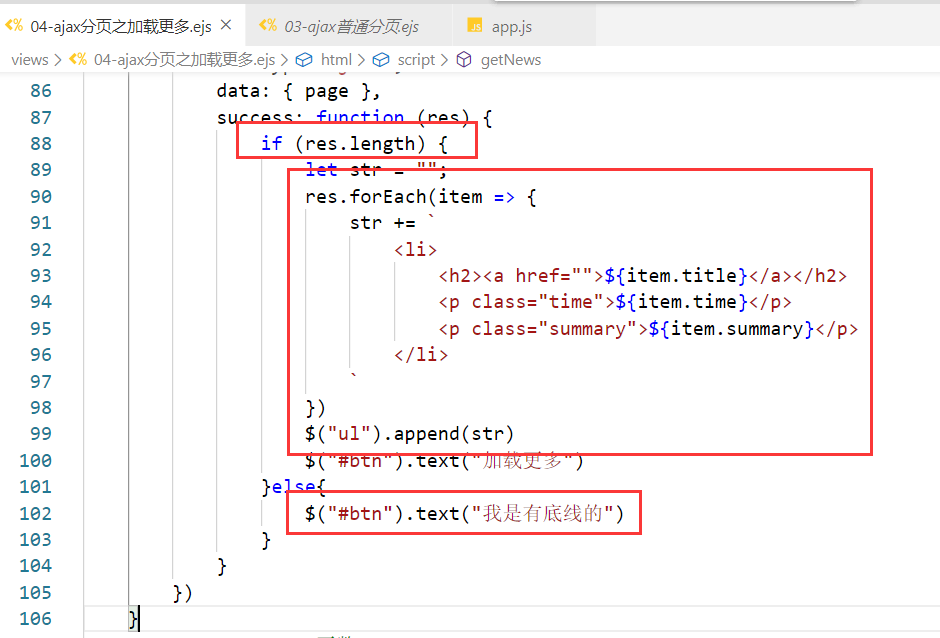 04-ajax分页之加载更多.ejs
03-ajax普通分页.ejs
JS app.js
views > 04-ajax分页之加载更多.ejs > html > script > getNews
86 data: { page },
87 success: function (res) {
88 if (res.length) {
89 let str = "";
90 res.forEach(item => {
91 str += `
92 <li>
93 <h2><a href="">${item.title}</a></h2>
94 <p class="time">${item.time}</p>
95 <p class="summary">${item.summary}</p>
96 </li>
97 `
98 })
99 $("ul").append(str)
100 $("#btn").text("加载更多")
101 }else{
102 $("#btn").text("我是有底线的")
103 }
104 }
105 })
106 }